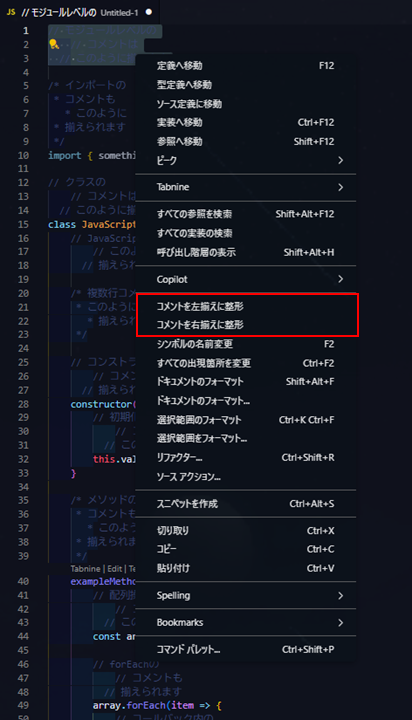 JS // モジュールレベルの Untitled-1
1 // モジュールレベルの
2 // コメントは
3 // このように
4
5 /* インポートの
6 * コメントも
7 * このように
8 * 揃えられます
9 */
10 import { somethi
11
12 // クラスの
13 // コメントは
14 // このように揃
15 class JavaScript
16 // JavaScrip
17 // このよ
18 // 揃えられ
19
20 /* 複数行コメ
21 * このように
22 * 揃えられ
23 */
24
25 // コンストラ
26 // コメ
27 // 揃えられ
28 constructor(
29 // 初期化
30 //
31 // こ
32 this.val
33 }
34
35 /* メソッドの
36 * コメントも
37 * このよう
38 * 揃えられま
39 */
Tabnine | Edit | Te
40 exampleMetho
41 // 配列操
42 //
43 // こ
44 const ar
45
46 // forEachの
47 // コメントも
48 // 揃えられます
49 array.forEach(item => {
50 // コールバック内の
定義へ移動 F12
型定義へ移動
ソース定義に移動
実装へ移動 Ctrl+F12
参照へ移動 Shift+F12
ピーク
Tabnine
すべての参照を検索 Shift+Alt+F12
すべての実装の検索
呼び出し階層の表示 Shift+Alt+H
Copilot
コメントを左揃えに整形
コメントを右揃えに整形
シンボルの名前変更 F2
すべての出現箇所を変更 Ctrl+F2
ドキュメントのフォーマット Shift+Alt+F
ドキュメントのフォーマット...
選択範囲のフォーマット Ctrl+K Ctrl+F
選択範囲をフォーマット...
リファクター... Ctrl+Shift+R
ソース アクション...
スニペットを作成 Ctrl+Alt+S
切り取り Ctrl+X
コピー Ctrl+C
貼り付け Ctrl+V
Spelling
Bookmarks
コマンド パレット... Ctrl+Shift+P